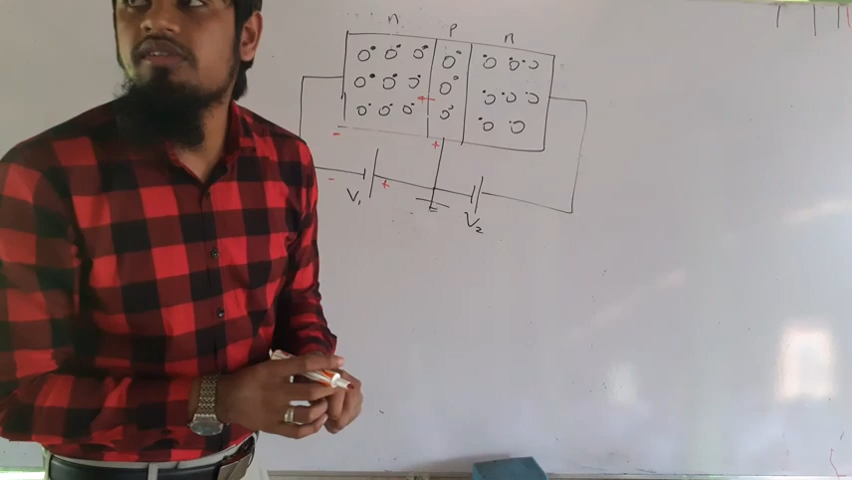 n P n
- +
+
- +
V₁ V₂